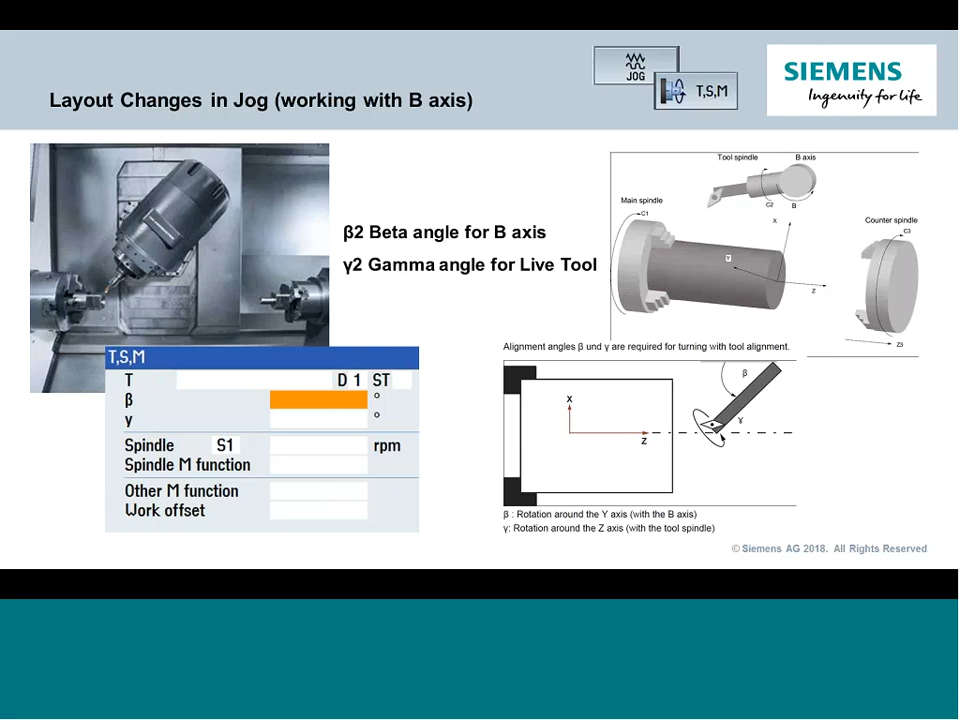 JOG
T,S,M
SIEMENS
Ingenuity for life
Layout Changes in Jog (working with B axis)
β2 Beta angle for B axis
γ2 Gamma angle for Live Tool
Tool spindle
B axis
C2
B
Main spindle
C1
X
Y
Z
Counter spindle
C3
Z3
Alignment angles β und γ are required for turning with tool alignment.
T,S,M
T D 1 ST
β °
γ °
Spindle S1 rpm
Spindle M function
Other M function
Work offset
β
X
γ
Z
β : Rotation around the Y axis (with the B axis)
γ: Rotation around the Z axis (with the tool spindle)
© Siemens AG 2018. All Rights Reserved